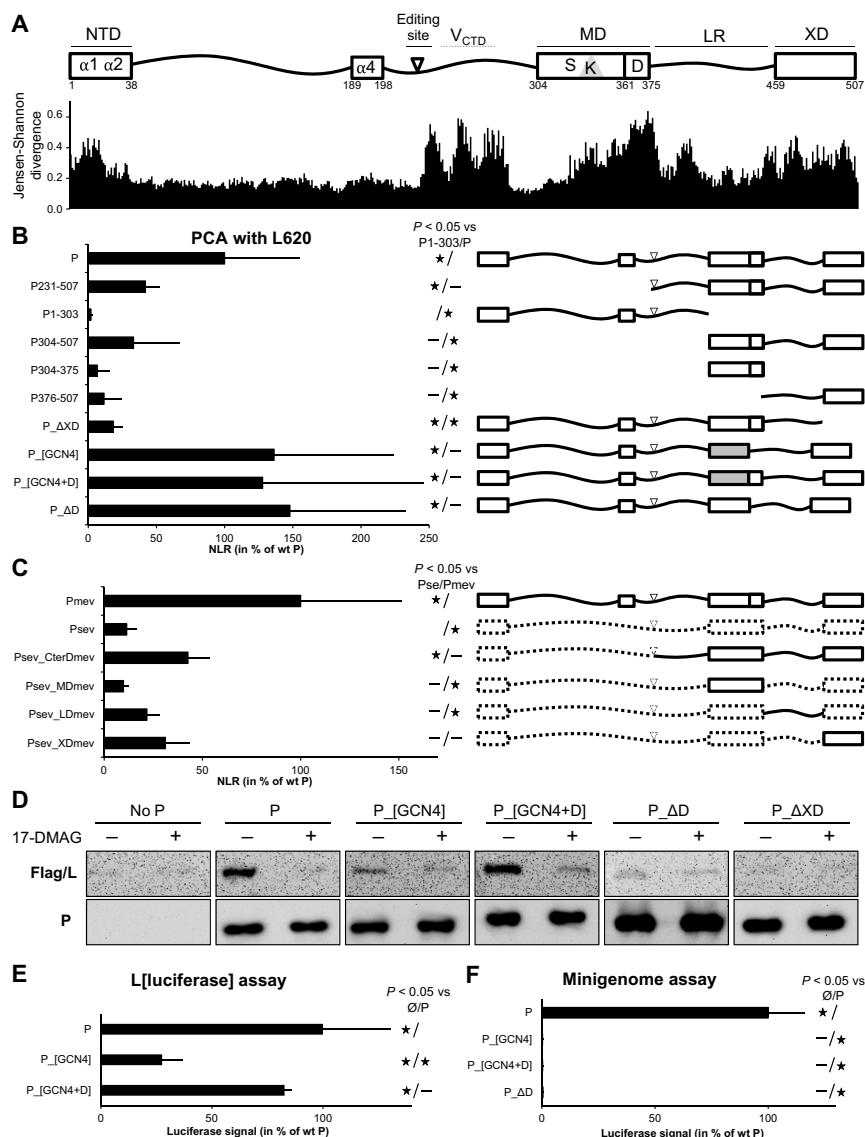 A
NTD
Editing site
VCTD
MD
LR
XD
α1 α2
α4
S K D
1 38 189 198 304 361 375 459 507
Jensen-Shannon divergence
0.6
0.4
0.2
0.0
B
PCA with L620
P < 0.05 vs
P1-303/P
P ★/
P231-507 ★/–
P1-303 /★
P304-507 –/★
P304-375 –/★
P376-507 –/★
P_ΔXD ★/★
P_[GCN4] ★/–
P_[GCN4+D] ★/–
P_ΔD ★/–
0 50 100 150 200 250
NLR (in % of wt P)
C
P < 0.05 vs
Pse/Pmev
Pmev ★/
Psev /★
Psev_CterDmev ★/–
Psev_MDmev –/★
Psev_LDmev –/★
Psev_XDmev –/–
0 50 100 150
NLR (in % of wt P)
D
No P P P_[GCN4] P_[GCN4+D] P_ΔD P_ΔXD
17-DMAG – + – + – + – + – + – +
Flag/L
P
E
L[luciferase] assay
P < 0.05 vs
Ø/P
P ★/
P_[GCN4] ★/★
P_[GCN4+D] ★/–
0 50 100
Luciferase signal (in % of wt P)
F
Minigenome assay
P < 0.05 vs
Ø/P
P ★/
P_[GCN4] –/★
P_[GCN4+D] –/★
P_ΔD –/★
0 50 100
Luciferase signal (in % of wt P)